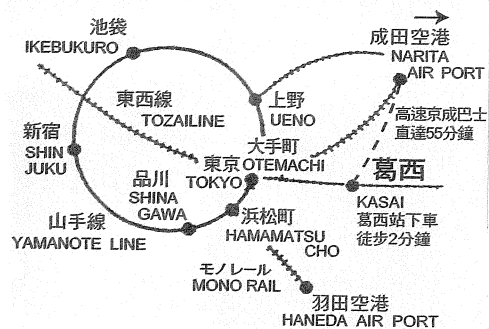 池袋
IKEBUKURO
成田空港
NARITA
AIR PORT
東西線
TOZAILINE
上野
UENO
高速京成巴士
直達55分鐘
新宿
SHIN
JUKU
大手町
OTEMACHI
東京
TOKYO
葛西
KASAI
葛西站下車
徒步2分鐘
品川
SHINA
GAWA
山手線
YAMANOTE LINE
浜松町
HAMAMATSU
CHO
モノレール
MONO RAIL
羽田空港
HANEDA AIR PORT